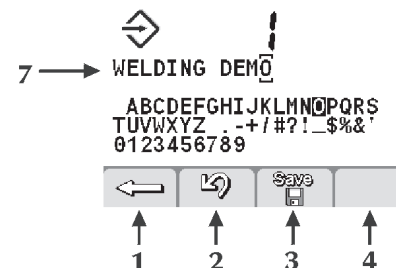 1
7 WELDING DEMO
ABCDEFGHIJKLMNOPQRS
TUVWXYZ .-+/#?!_$%&'
0123456789
Save
1 2 3 4